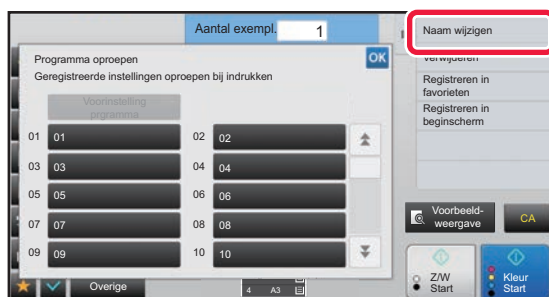 Aantal exempl. 1
Naam wijzigen
Programma oproepen
OK
Geregistreerde instellingen oproepen bij indrukken
Verwijderen
Registreren in
favorieten
Registreren in
beginscherm
Voorinstelling
prgramma
01 01
02 02
03 03
04 04
05 05
06 06
07 07
08 08
09 09
10 10
Voorbeeld-
weergave
CA
Z/W
Start
Kleur
Start
Overige
4 A3